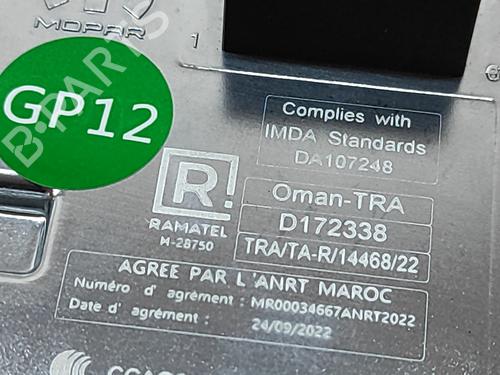 MOPAR
1
GP12
B-PARTS
Complies with
IMDA Standards
DA107248
R!
RAMATEL
M-28750
Oman-TRA
D172338
TRA/TA-R/14468/22
AGREE PAR L'ANRT MAROC
Numéro d' agrément : MR00034667ANRT2022
Date d' agrément : 24/09/2022